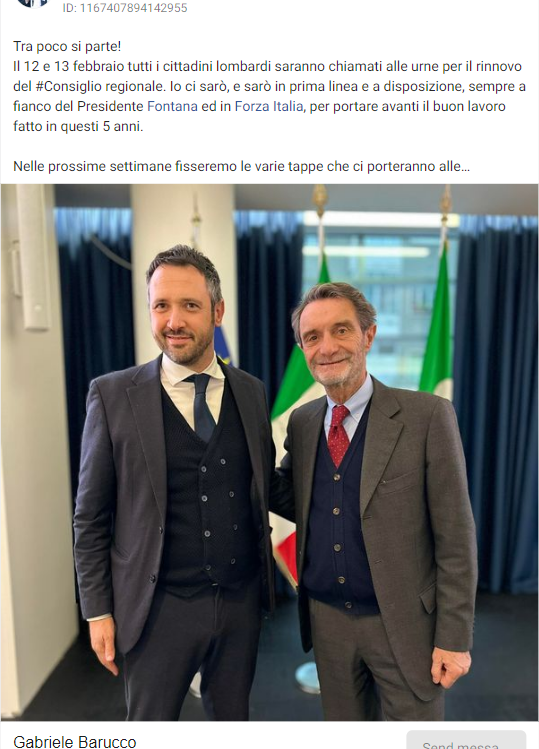 ID: 1167407894142955
Tra poco si parte!
Il 12 e 13 febbraio tutti i cittadini lombardi saranno chiamati alle urne per il rinnovo
del #Consiglio regionale. Io ci sarò, e sarò in prima linea e a disposizione, sempre a
fianco del Presidente Fontana ed in Forza Italia, per portare avanti il buon lavoro
fatto in questi 5 anni.
Nelle prossime settimane fisseremo le varie tappe che ci porteranno alle…
Gabriele Barucco
Send messa